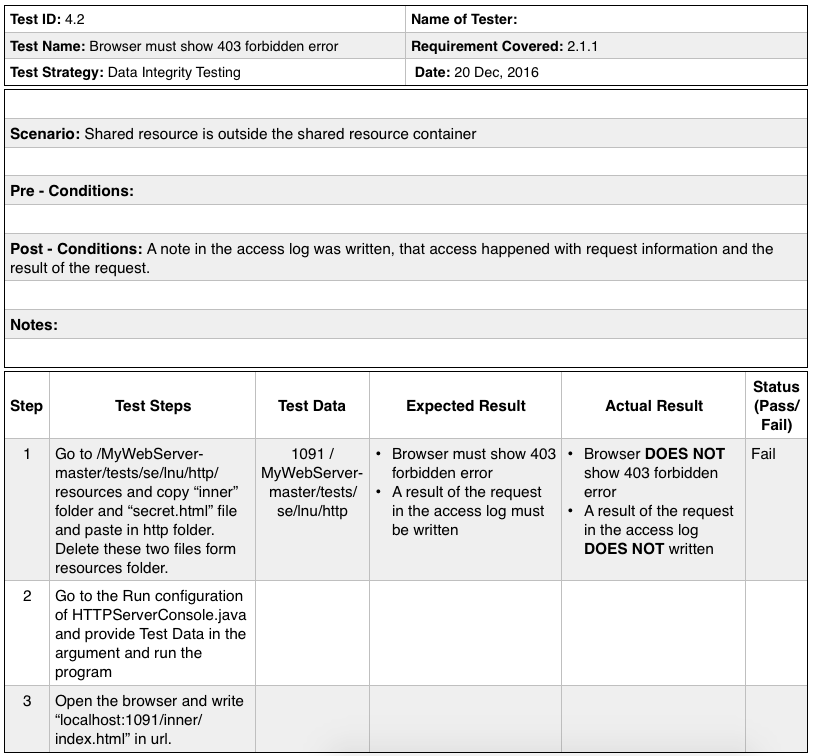 Test ID: 4.2
Name of Tester:
Test Name: Browser must show 403 forbidden error
Requirement Covered: 2.1.1
Test Strategy: Data Integrity Testing
Date: 20 Dec, 2016
Scenario: Shared resource is outside the shared resource container
Pre - Conditions:
Post - Conditions: A note in the access log was written, that access happened with request information and the
result of the request.
Notes:
Step
Test Steps
Test Data
Expected Result
Actual Result
Status
(Pass/
Fail)
1
Go to /MyWebServer-
master/tests/se/lnu/http/
resources and copy “inner”
folder and “secret.html” file
and paste in http folder.
Delete these two files form
resources folder.
1091 /
MyWebServer-
master/tests/
se/lnu/http
• Browser must show 403
forbidden error
• A result of the request
in the access log must
be written
• Browser DOES NOT
show 403 forbidden
error
• A result of the request
in the access log
DOES NOT written
Fail
2
Go to the Run configuration
of HTTPServerConsole.java
and provide Test Data in the
argument and run the
program
3
Open the browser and write
“localhost:1091/inner/
index.html” in url.